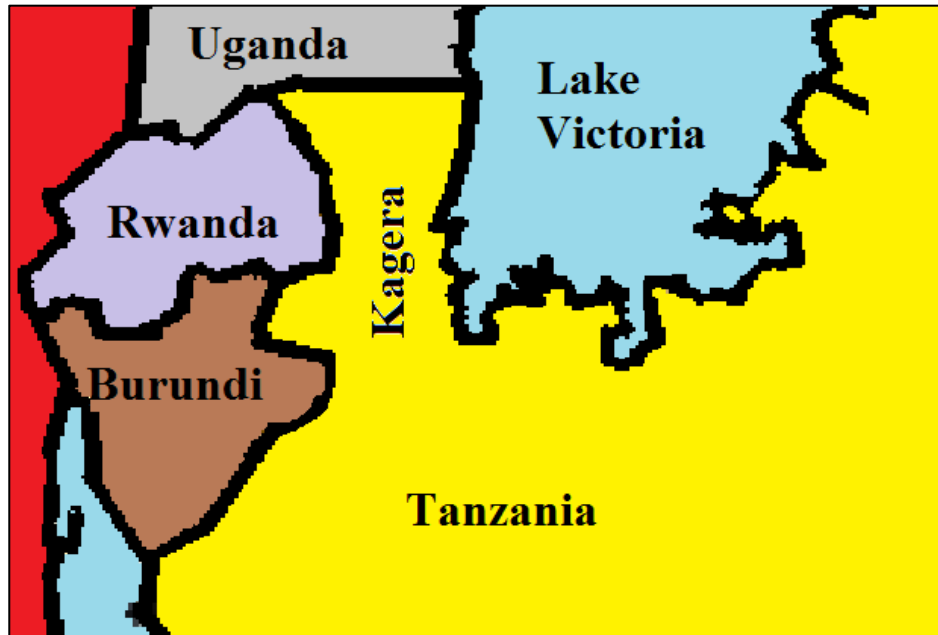 Uganda
Lake
Victoria
Rwanda
Kagera
Burundi
Tanzania